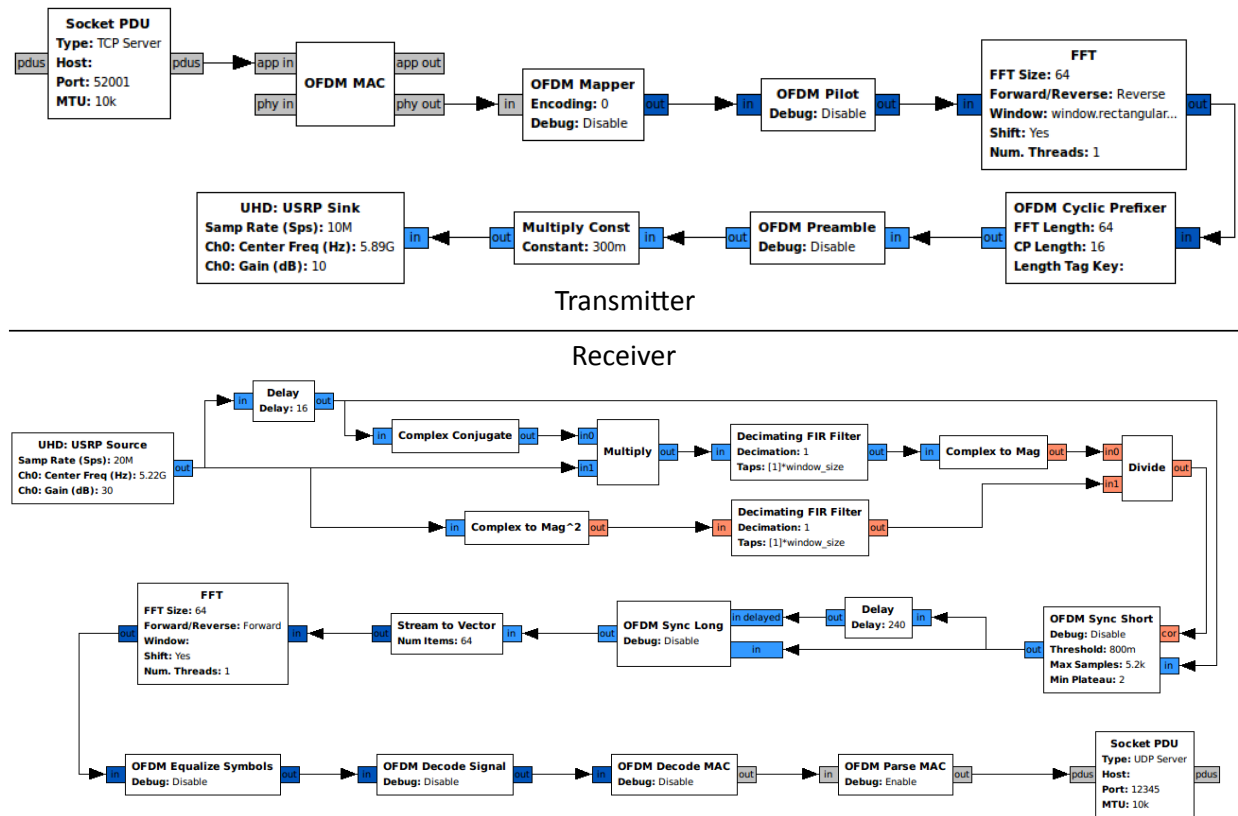 Socket PDU
Type: TCP Server
Host:
Port: 52001
MTU: 10k
pdus
pdus
OFDM MAC
app in
app out
phy in
phy out
OFDM Mapper
Encoding: 0
Debug: Disable
in
out
OFDM Pilot
Debug: Disable
in
out
FFT
FFT Size: 64
Forward/Reverse: Reverse
Window: window.rectangular...
Shift: Yes
Num. Threads: 1
in
out
UHD: USRP Sink
Samp Rate (Sps): 10M
Ch0: Center Freq (Hz): 5.89G
Ch0: Gain (dB): 10
in
Multiply Const
Constant: 300m
out
in
OFDM Preamble
Debug: Disable
out
in
OFDM Cyclic Prefixer
FFT Length: 64
CP Length: 16
Length Tag Key:
out
in
Transmitter
Receiver
UHD: USRP Source
Samp Rate (Sps): 20M
Ch0: Center Freq (Hz): 5.22G
Ch0: Gain (dB): 30
out
Delay
Delay: 16
in
out
Complex Conjugate
in
out
Multiply
in0
in1
out
Decimating FIR Filter
Decimation: 1
Taps: [1]*window_size
in
out
Complex to Mag
in
out
Divide
in0
in1
out
Complex to Mag^2
in
out
Decimating FIR Filter
Decimation: 1
Taps: [1]*window_size
in
out
FFT
FFT Size: 64
Forward/Reverse: Forward
Window:
Shift: Yes
Num. Threads: 1
out
in
Stream to Vector
Num Items: 64
out
in
OFDM Sync Long
Debug: Disable
out
in delayed
in
Delay
Delay: 240
out
in
OFDM Sync Short
Debug: Disable
Threshold: 800m
Max Samples: 5.2k
Min Plateau: 2
out
cor
in
OFDM Equalize Symbols
Debug: Disable
in
out
OFDM Decode Signal
Debug: Disable
in
out
OFDM Decode MAC
Debug: Disable
in
out
OFDM Parse MAC
Debug: Enable
in
out
Socket PDU
Type: UDP Server
Host:
Port: 12345
MTU: 10k
pdus
pdus